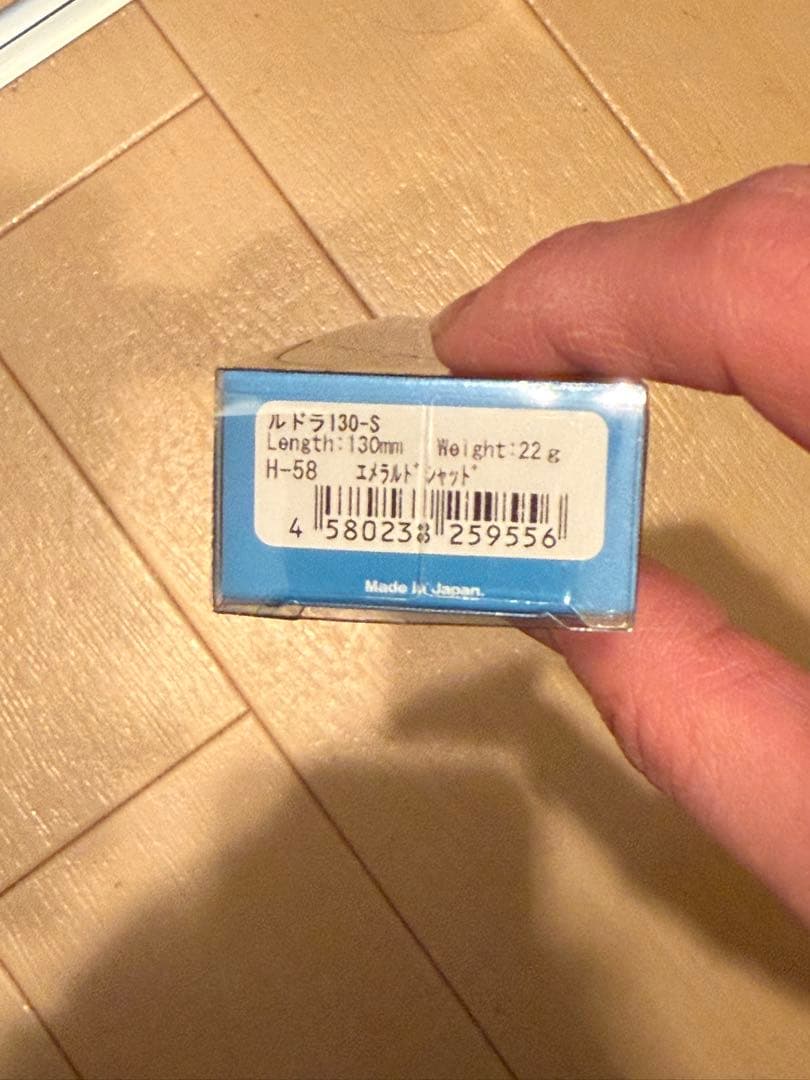 ルドラ130-S
Length:130mm Weight:22g
H-58 エメラルドシャッド
4 580238 259556
Made in Japan.